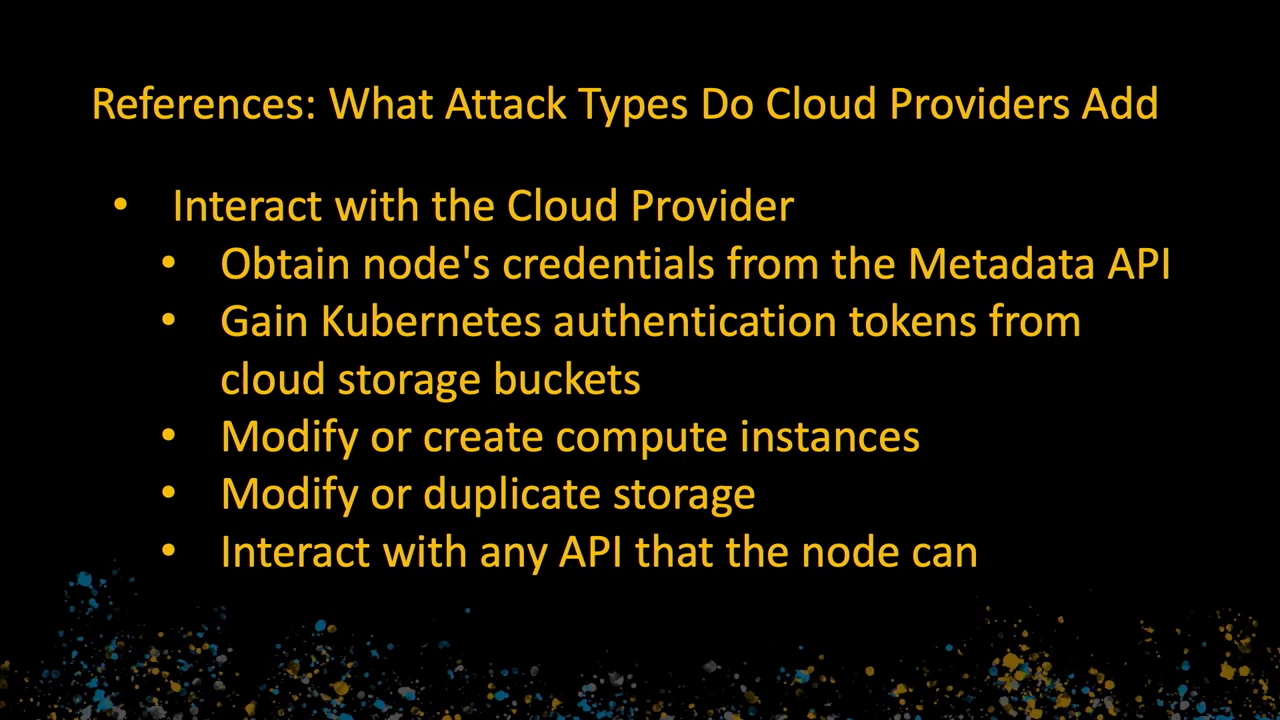 References: What Attack Types Do Cloud Providers Add
• Interact with the Cloud Provider
• Obtain node's credentials from the Metadata API
• Gain Kubernetes authentication tokens from
cloud storage buckets
• Modify or create compute instances
• Modify or duplicate storage
• Interact with any API that the node can